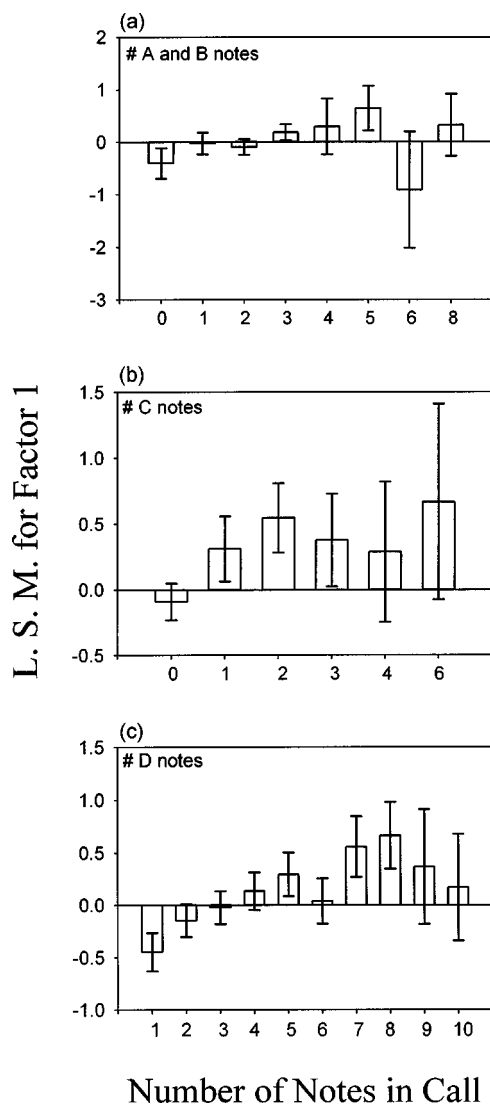 (a)
# A and B notes
2
1
0
-1
-2
-3
0 1 2 3 4 5 6 8
(b)
# C notes
1.5
1.0
0.5
0.0
-0.5
0 1 2 3 4 6
(c)
# D notes
1.5
1.0
0.5
0.0
-0.5
-1.0
1 2 3 4 5 6 7 8 9 10
L. S. M. for Factor 1
Number of Notes in Call